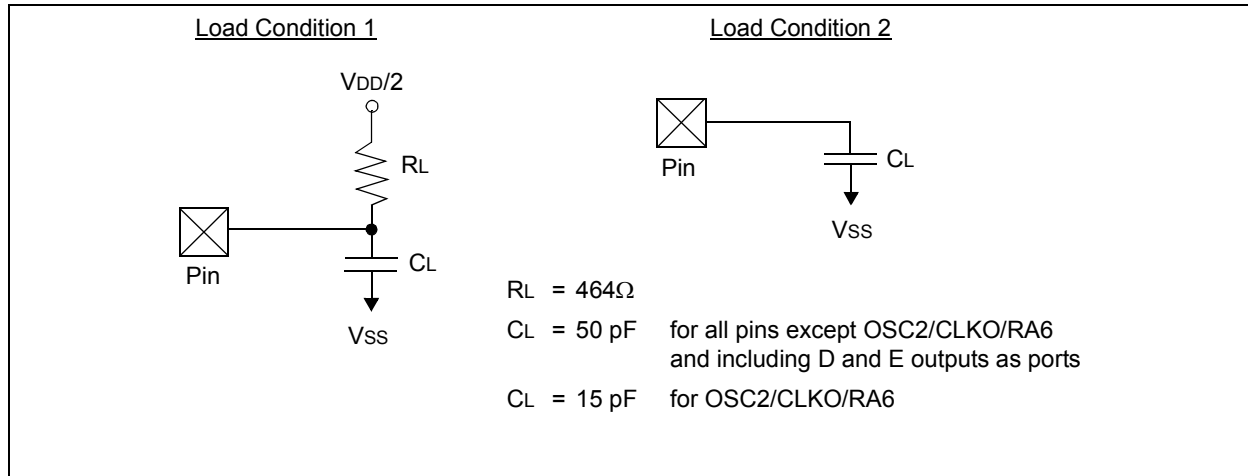 Load Condition 1
VDD/2
RL
Pin
CL
VSS
Load Condition 2
Pin
CL
VSS
RL = 464Ω
CL = 50 pF for all pins except OSC2/CLKO/RA6
and including D and E outputs as ports
CL = 15 pF for OSC2/CLKO/RA6